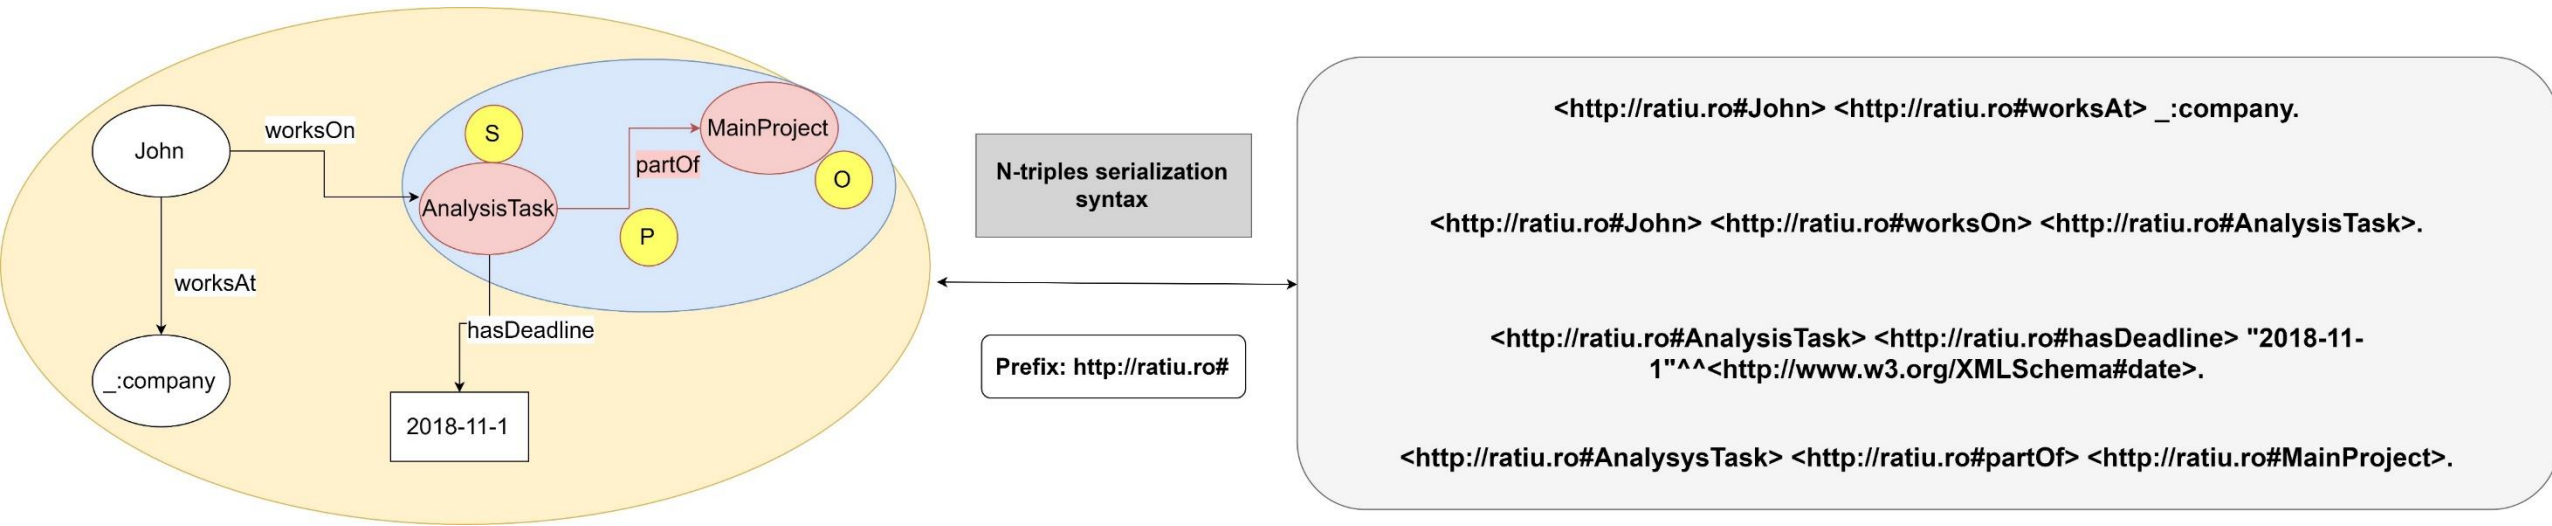 John
worksOn
worksAt
_:company
S
AnalysisTask
partOf
P
MainProject
O
hasDeadline
2018-11-1
N-triples serialization
syntax
Prefix: http://ratiu.ro#
<http://ratiu.ro#John> <http://ratiu.ro#worksAt> _:company.
<http://ratiu.ro#John> <http://ratiu.ro#worksOn> <http://ratiu.ro#AnalysisTask>.
<http://ratiu.ro#AnalysisTask> <http://ratiu.ro#hasDeadline> "2018-11-
1"^^<http://www.w3.org/XMLSchema#date>.
<http://ratiu.ro#AnalysysTask> <http://ratiu.ro#partOf> <http://ratiu.ro#MainProject>.